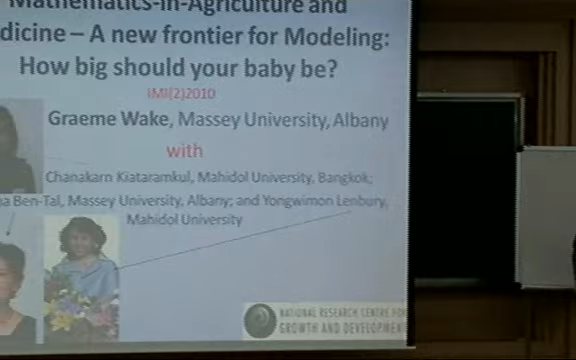 Mathematics-in-Agriculture and
dicine – A new frontier for Modeling:
How big should your baby be?
IMI(2)2010
Graeme Wake, Massey University, Albany
with
Chanakarn Kiataramkul, Mahidol University, Bangkok;
a Ben-Tal, Massey University, Albany; and Yongwimon Lenbury,
Mahidol University
NATIONAL RESEARCH CENTRE FO
GROWTH AND DEVELOPMENT